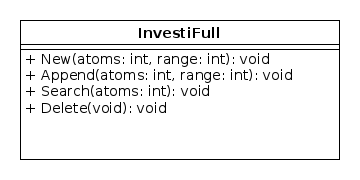 InvestiFull
+ New(atoms: int, range: int): void
+ Append(atoms: int, range: int): void
+ Search(atoms: int): void
+ Delete(void): void